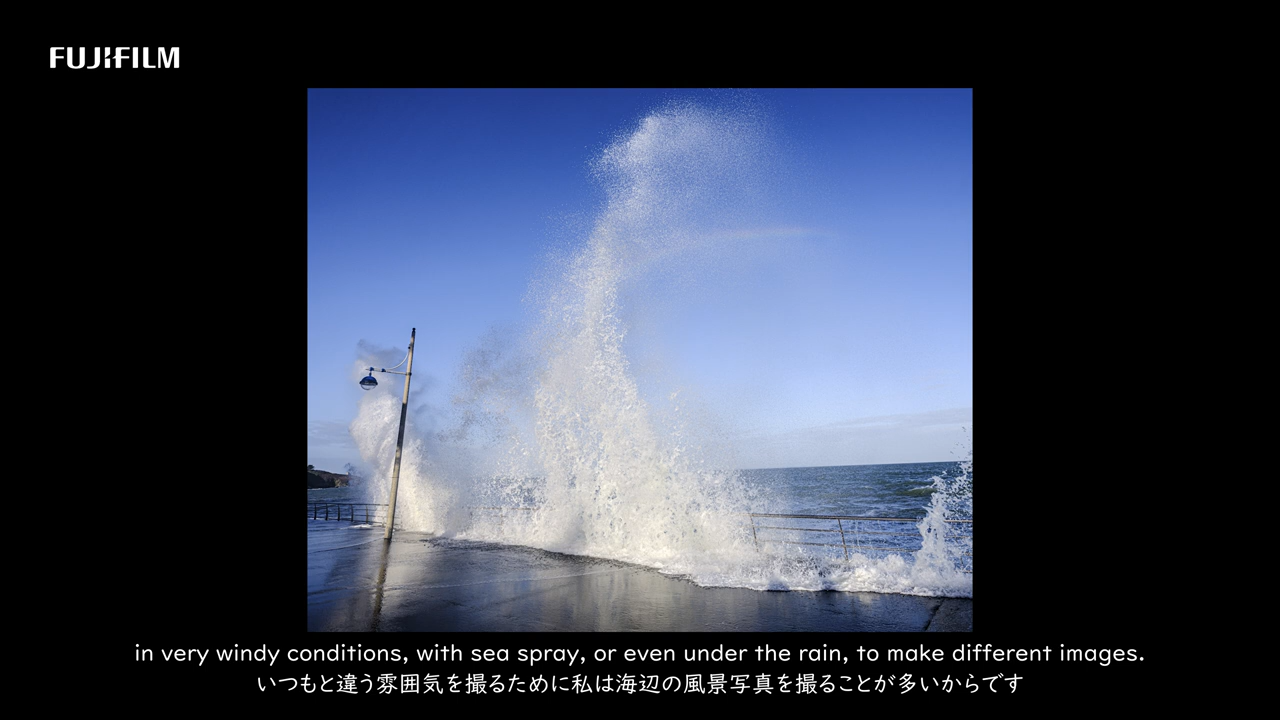 FUJIFILM
in very windy conditions, with sea spray, or even under the rain, to make different images.
いつもと違う雰囲気を撮るために私は海辺の風景写真を撮ることが多いからです